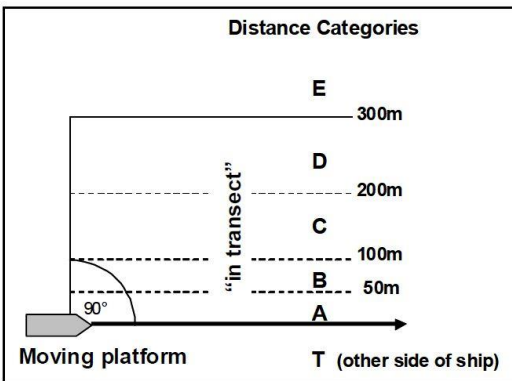 Distance Categories
E
300m
D
200m
"in transect"
C
100m
B
50m
90°
A
Moving platform
T (other side of ship)